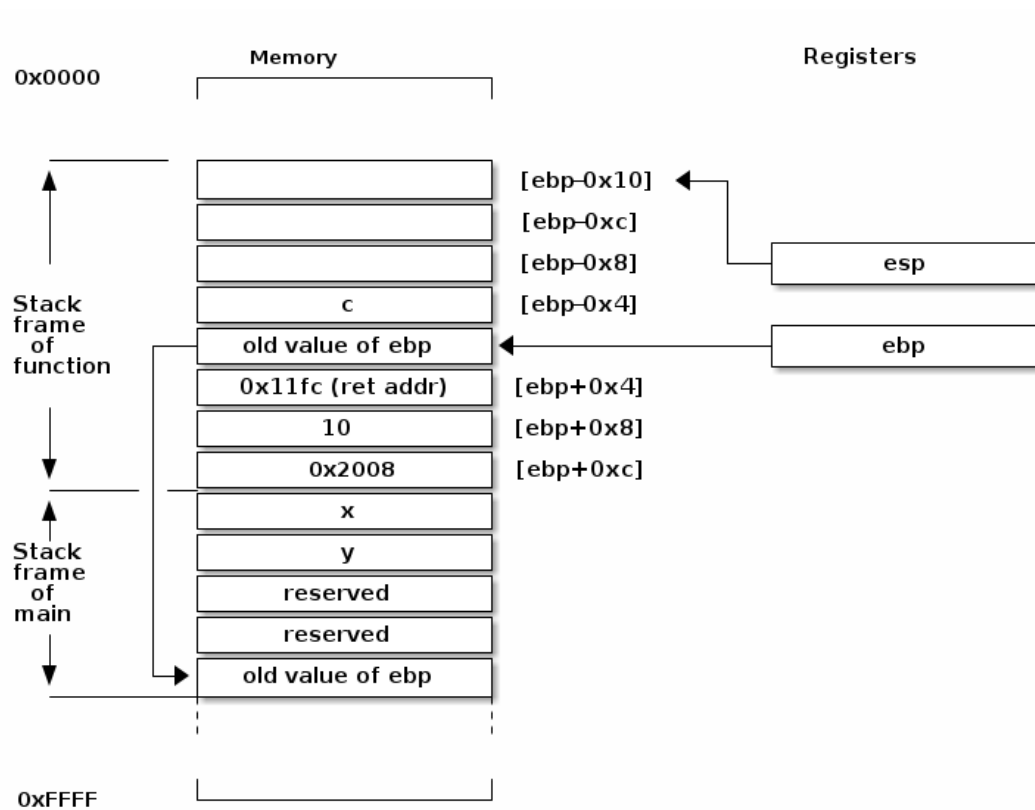 Memory
Registers
0x0000
[ebp-0x10]
[ebp-0xc]
[ebp-0x8]
esp
c
[ebp-0x4]
Stack
frame
of
function
old value of ebp
ebp
0x11fc (ret addr)
[ebp+0x4]
10
[ebp+0x8]
0x2008
[ebp+0xc]
x
y
Stack
frame
of
main
reserved
reserved
old value of ebp
0xFFFF